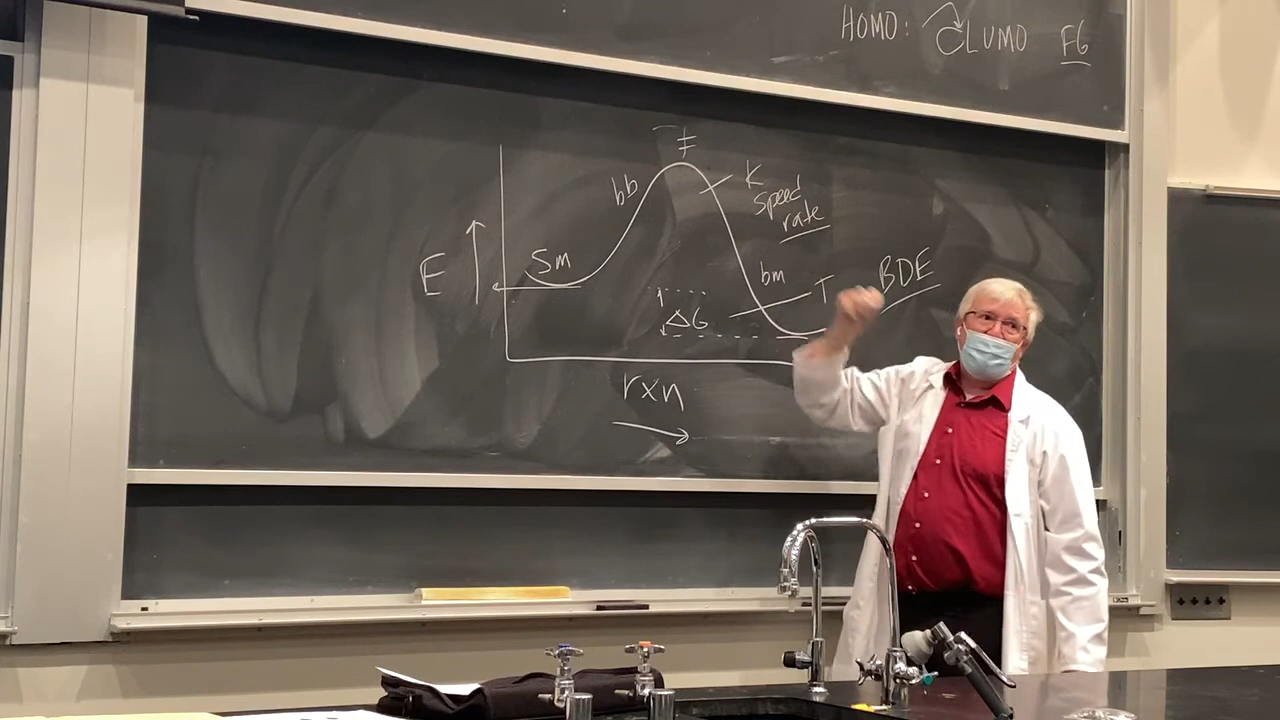 HOMO: LUMO FG
‡
bb
K
speed
rate
E
Sm
bm
T
BDE
ΔG
rxn